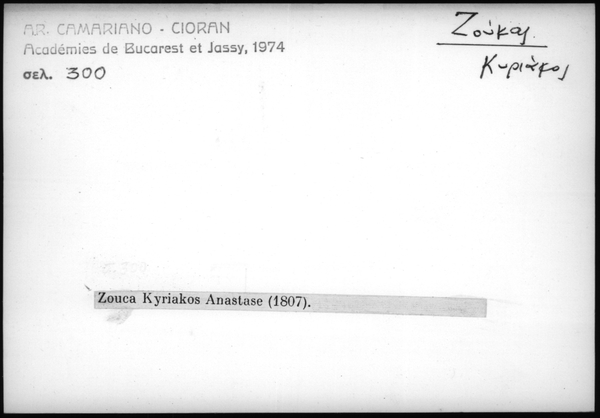 AR. CAMARIANO - CIORAN
Académies de Bucarest et Jassy, 1974
σελ. 300
Ζούκας
Κυριάκος
Zouca Kyriakos Anastase (1807).